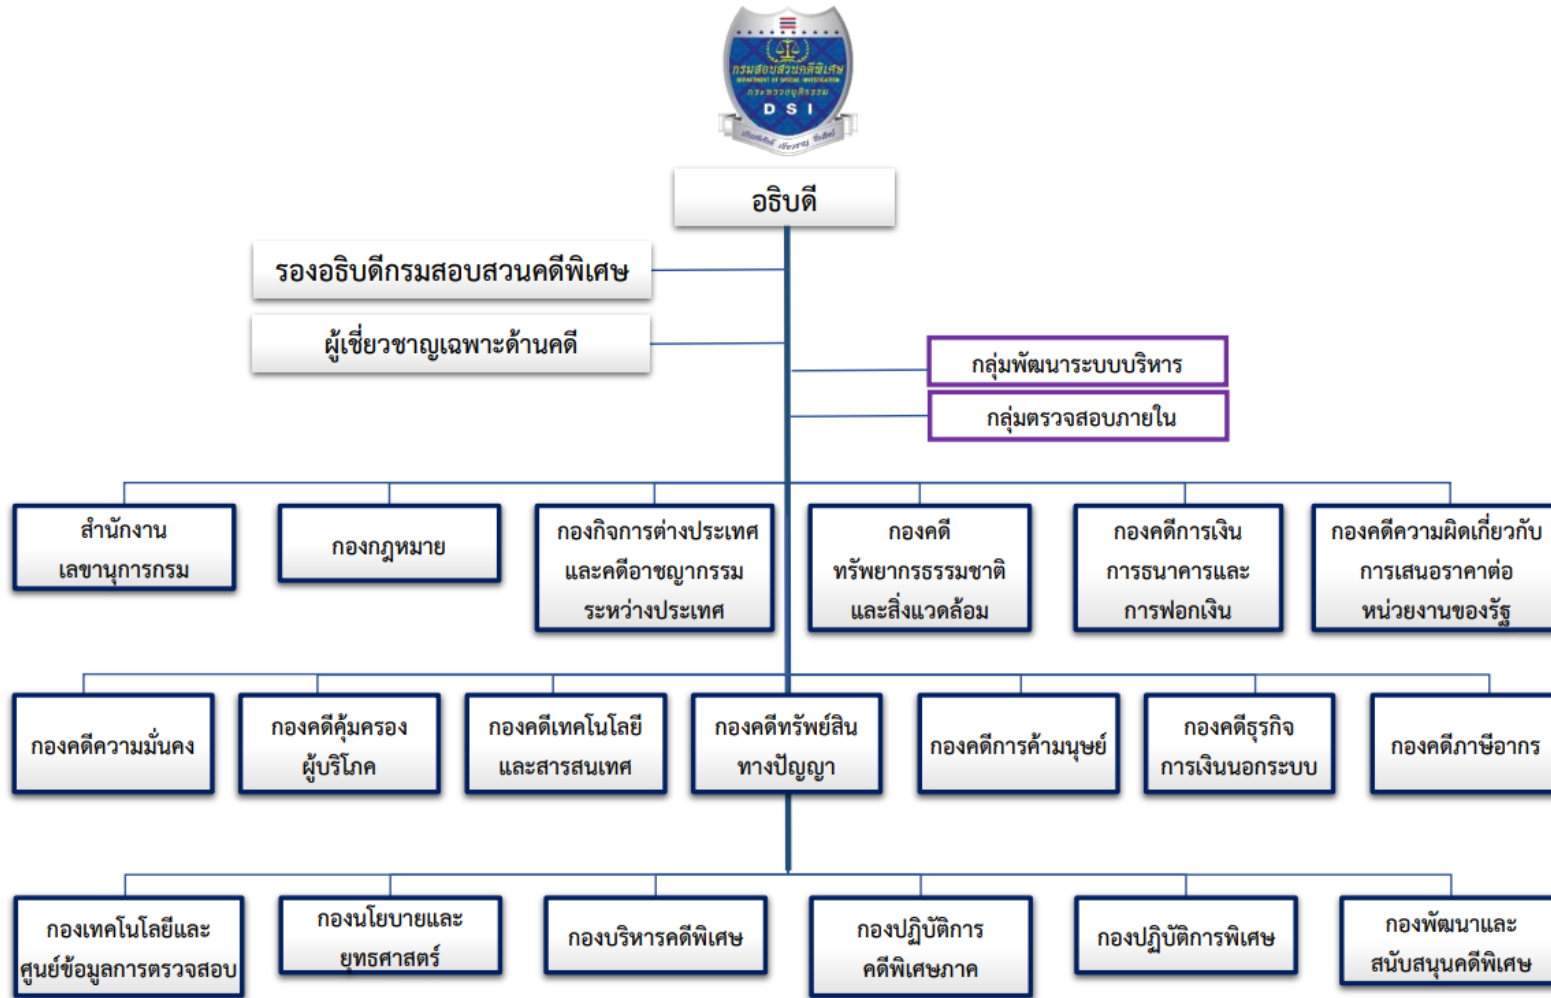 กรมสอบสวนคดีพิเศษ
DEPARTMENT OF SPECIAL INVESTIGATION
กระทรวงยุติธรรม
DSI
อธิบดี
รองอธิบดีกรมสอบสวนคดีพิเศษ
ผู้เชี่ยวชาญเฉพาะด้านคดี
กลุ่มพัฒนาระบบบริหาร
กลุ่มตรวจสอบภายใน
สำนักงาน
เลขานุการกรม
กองกฎหมาย
กองกิจการต่างประเทศ
และคดีอาชญากรรม
ระหว่างประเทศ
กองคดี
ทรัพยากรธรรมชาติ
และสิ่งแวดล้อม
กองคดีการเงิน
การธนาคารและ
การฟอกเงิน
กองคดีความผิดเกี่ยวกับ
การเสนอราคาต่อ
หน่วยงานของรัฐ
กองคดีความมั่นคง
กองคดีคุ้มครอง
ผู้บริโภค
กองคดีเทคโนโลยี
และสารสนเทศ
กองคดีทรัพย์สิน
ทางปัญญา
กองคดีการค้ามนุษย์
กองคดีธุรกิจ
การเงินนอกระบบ
กองคดีภาษีอากร
กองเทคโนโลยีและ
ศูนย์ข้อมูลการตรวจสอบ
กองนโยบายและ
ยุทธศาสตร์
กองบริหารคดีพิเศษ
กองปฏิบัติการ
คดีพิเศษภาค
กองปฏิบัติการพิเศษ
กองพัฒนาและ
สนับสนุนคดีพิเศษ